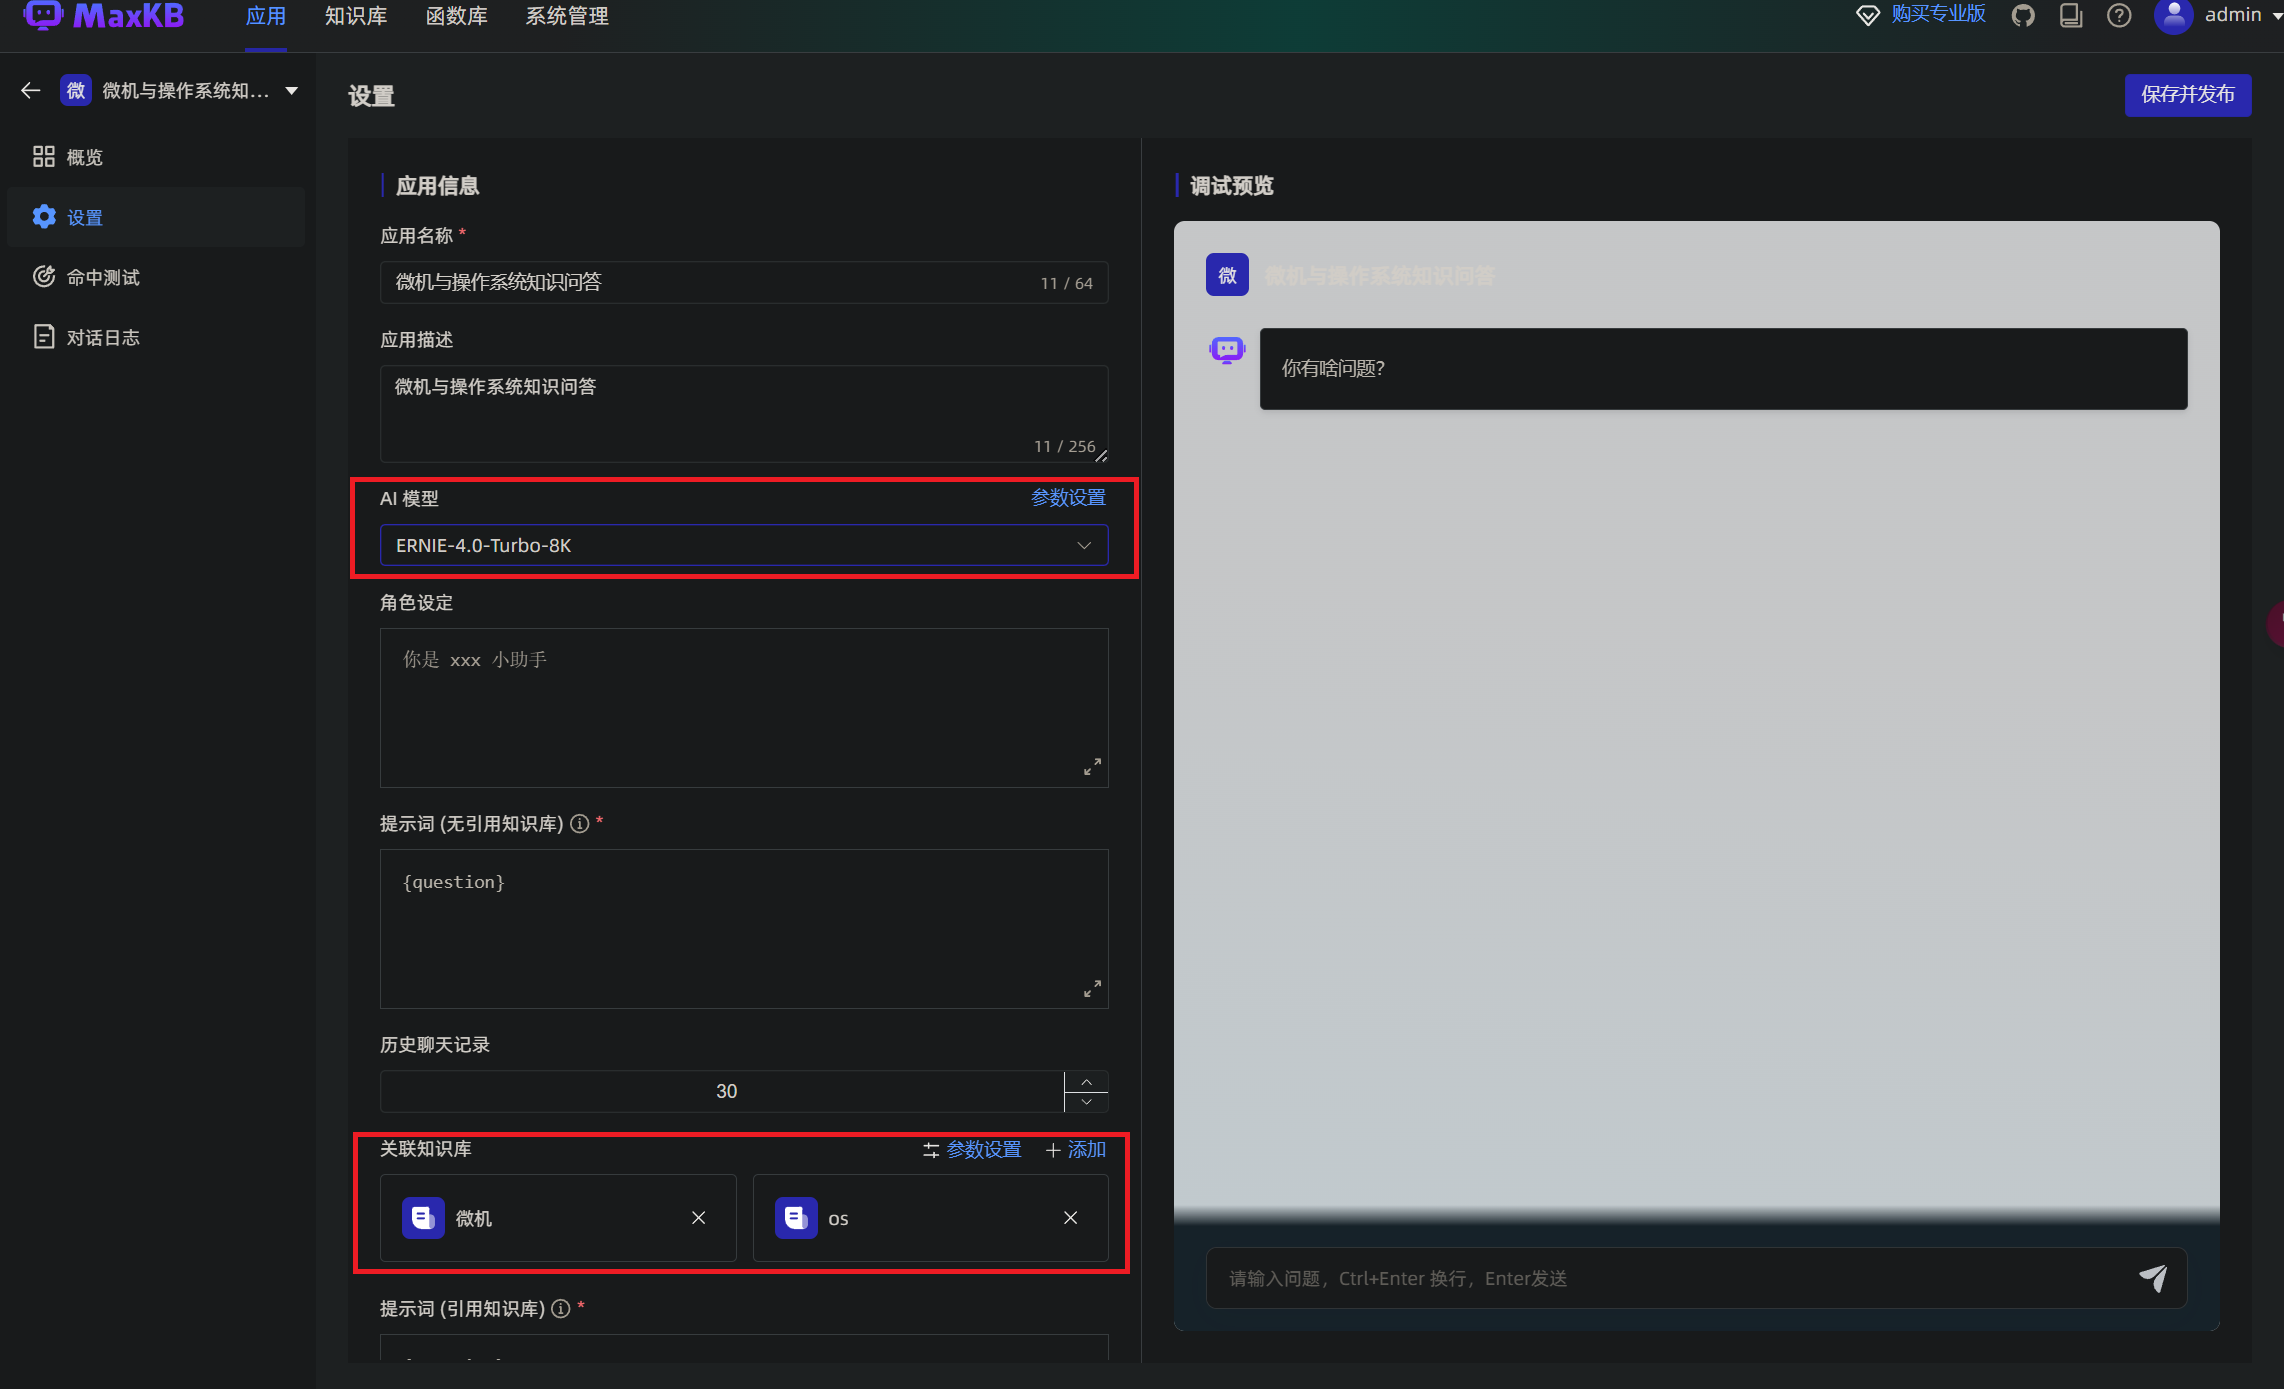 MaxKB
应用
知识库
函数库
系统管理
购买专业版
admin
微
微机与操作系统知...
概览
设置
命中测试
对话日志
设置
保存并发布
应用信息
应用名称 *
微机与操作系统知识问答
11 / 64
应用描述
微机与操作系统知识问答
11 / 256
AI 模型
参数设置
ERNIE-4.0-Turbo-8K
角色设定
你是 xxx 小助手
提示词 (无引用知识库) *
{question}
历史聊天记录
30
关联知识库
参数设置
添加
微机
os
提示词 (引用知识库) *
调试预览
微
微机与操作系统知识问答
你有啥问题?
请输入问题，Ctrl+Enter 换行，Enter发送